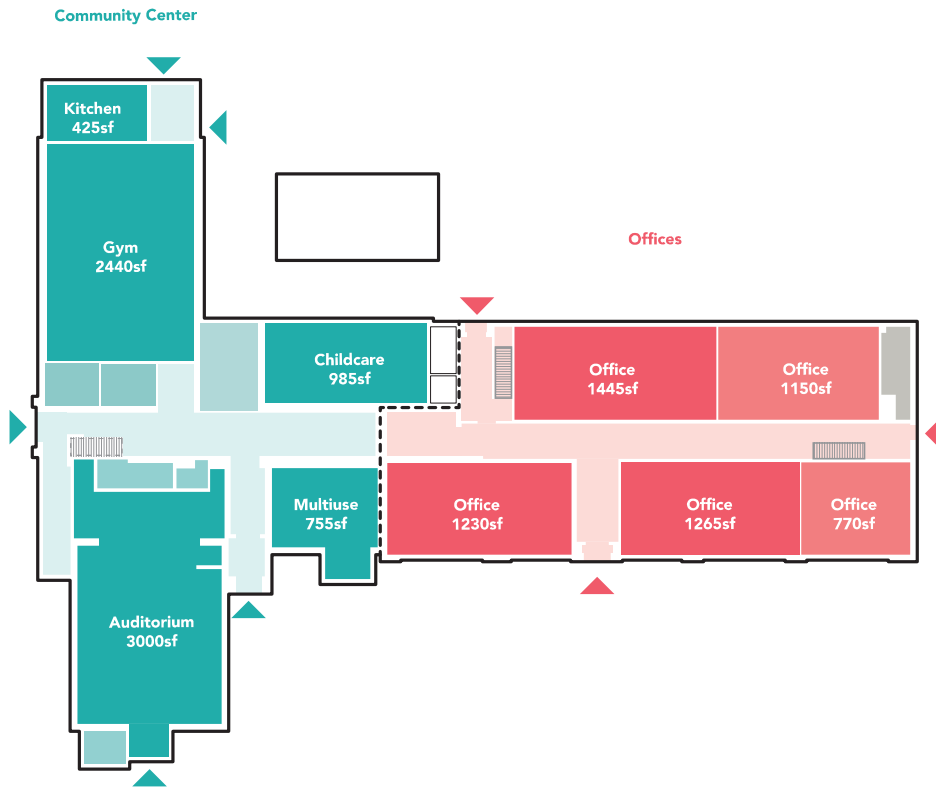 Community Center
Kitchen
425sf
Gym
2440sf
Offices
Childcare
985sf
Office
1445sf
Office
1150sf
Multiuse
755sf
Office
1230sf
Office
1265sf
Office
770sf
Auditorium
3000sf